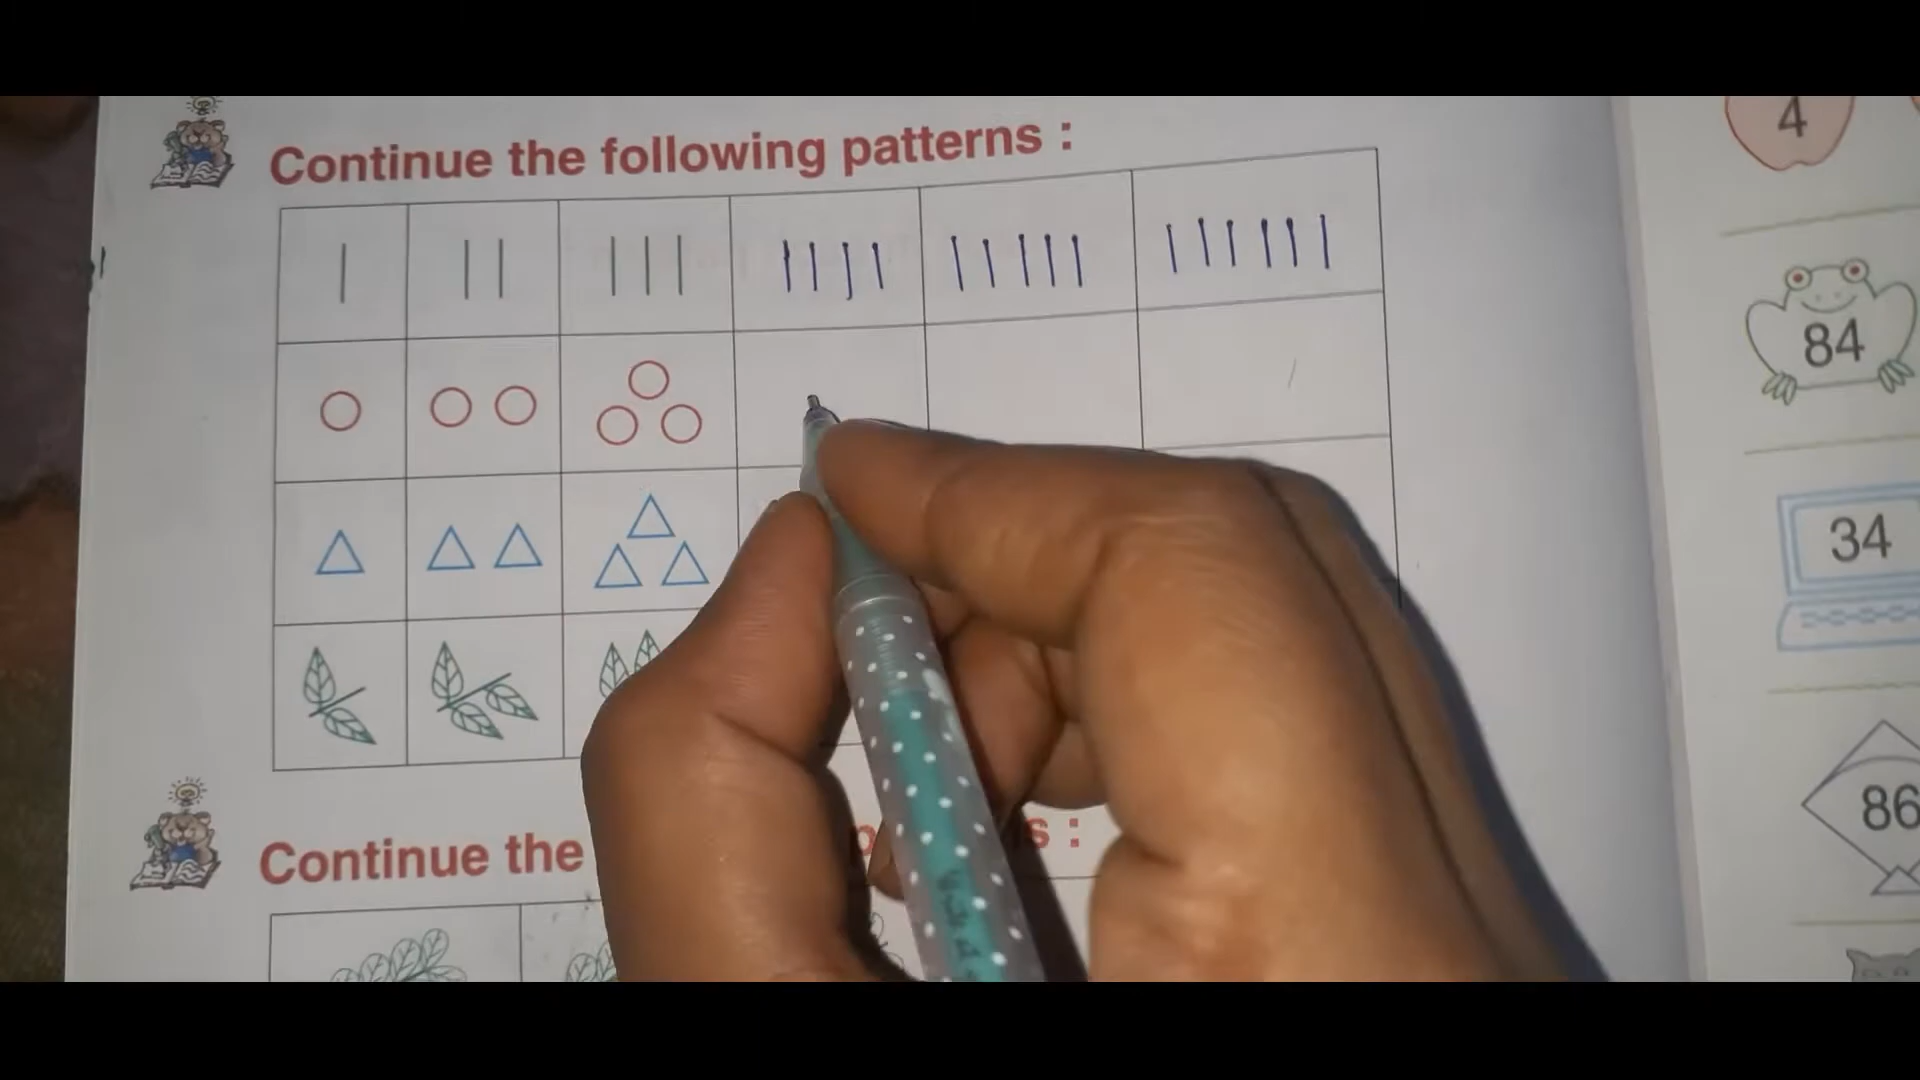 Continue the following patterns :
4
84
34
86
Continue the
s :